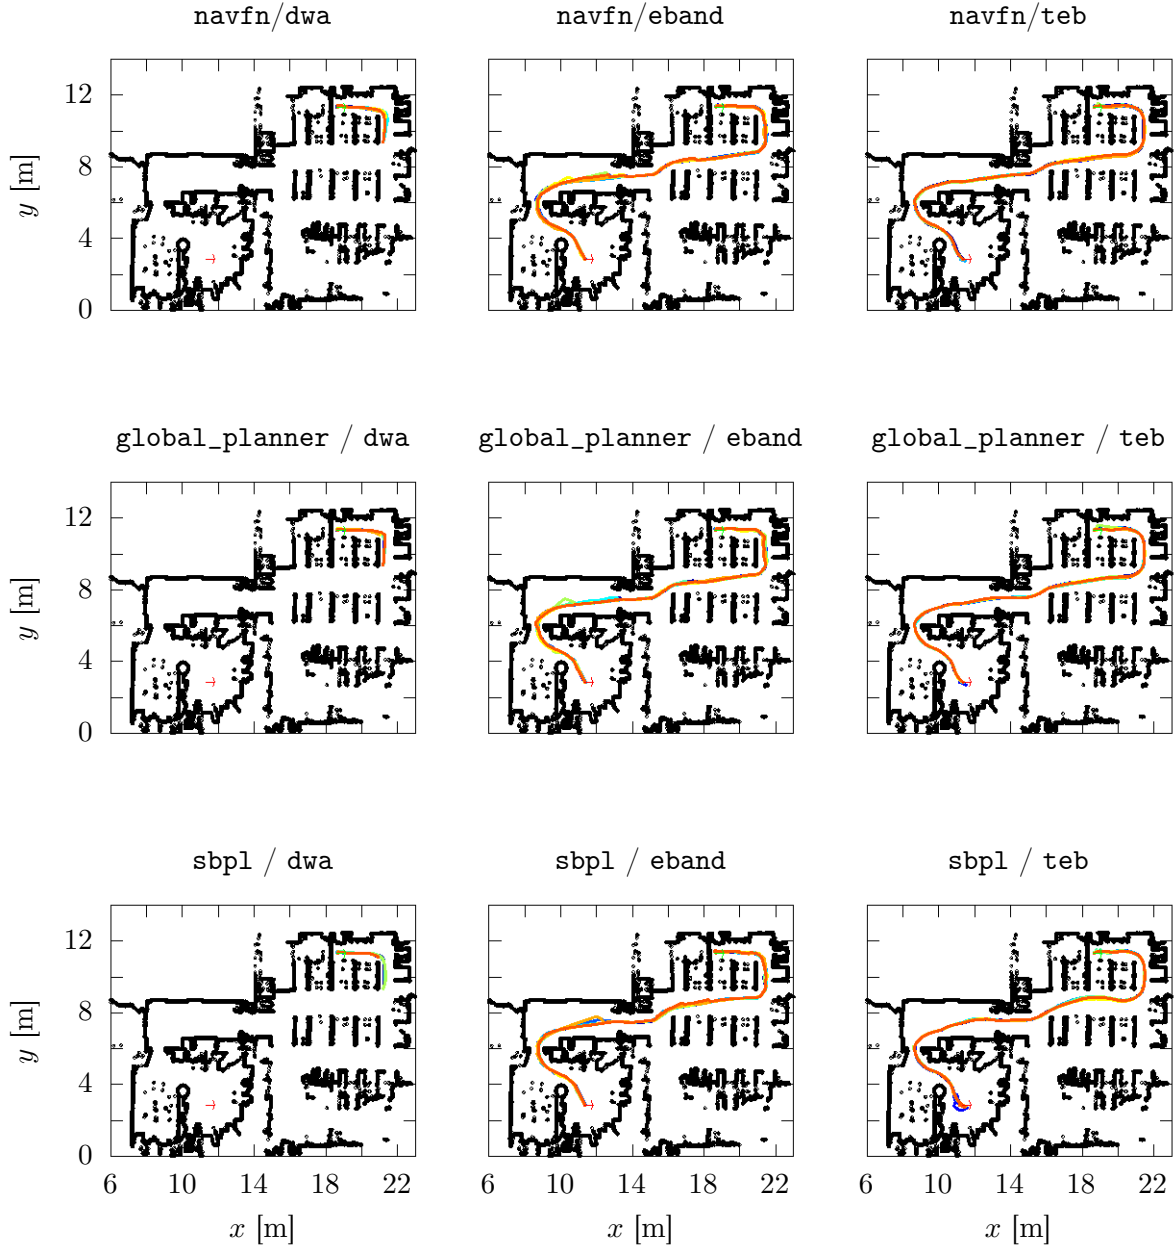 navfn/dwa navfn/eband navfn/teb
12
8
4
0
y [m]
global_planner / dwa global_planner / eband global_planner / teb
12
8
4
0
y [m]
sbpl / dwa sbpl / eband sbpl / teb
12
8
4
0
y [m]
6 10 14 18 22 6 10 14 18 22 6 10 14 18 22
x [m] x [m] x [m]